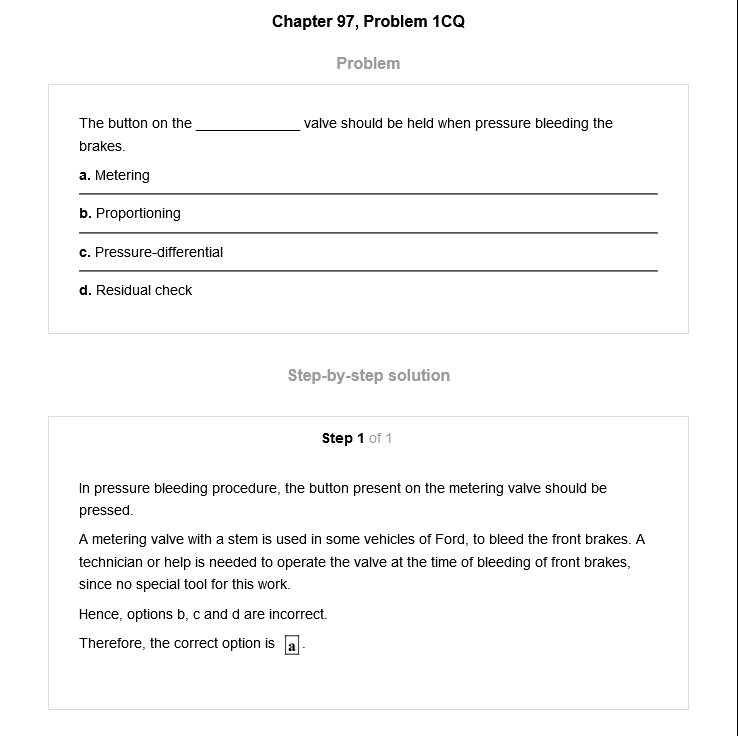 Chapter 97, Problem 1CQ
Problem
The button on the _____________ valve should be held when pressure bleeding the
brakes.
a. Metering
b. Proportioning
c. Pressure-differential
d. Residual check
Step-by-step solution
Step 1 of 1
In pressure bleeding procedure, the button present on the metering valve should be
pressed.
A metering valve with a stem is used in some vehicles of Ford, to bleed the front brakes. A
technician or help is needed to operate the valve at the time of bleeding of front brakes,
since no special tool for this work.
Hence, options b, c and d are incorrect.
Therefore, the correct option is a .